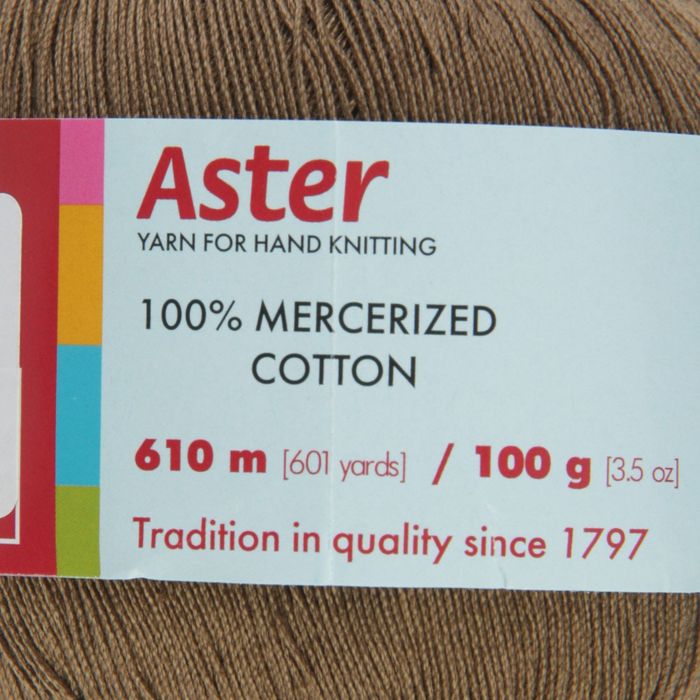 Aster
YARN FOR HAND KNITTING
100% MERCERIZED
COTTON
610 m [601 yards] / 100 g [3.5 oz]
Tradition in quality since 1797